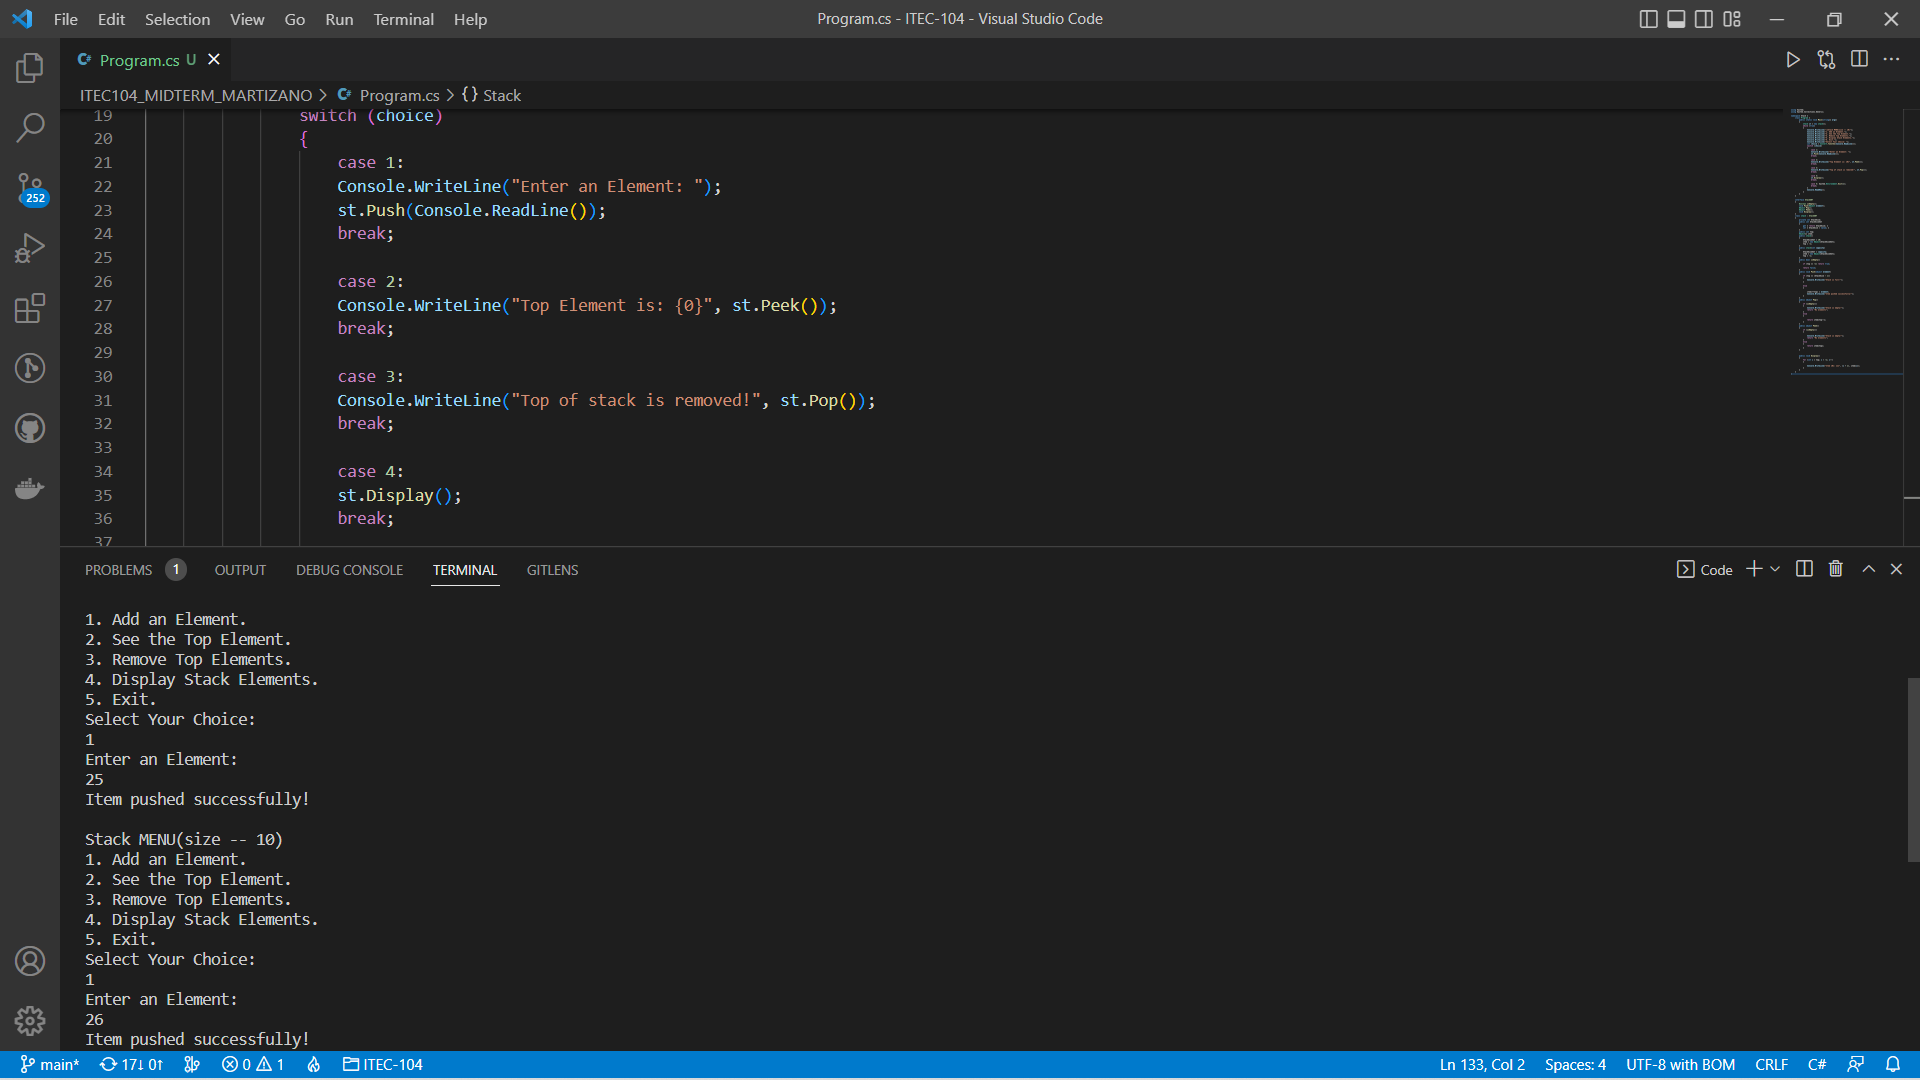 File Edit Selection View Go Run Terminal Help
Program.cs - ITEC-104 - Visual Studio Code
Program.cs U
ITEC104_MIDTERM_MARTIZANO > Program.cs > {} Stack
19 switch (choice)
20 {
21 case 1:
22 Console.WriteLine("Enter an Element: ");
23 st.Push(Console.ReadLine());
24 break;
25
26 case 2:
27 Console.WriteLine("Top Element is: {0}", st.Peek());
28 break;
29
30 case 3:
31 Console.WriteLine("Top of stack is removed!", st.Pop());
32 break;
33
34 case 4:
35 st.Display();
36 break;
37
252
PROBLEMS 1 OUTPUT DEBUG CONSOLE TERMINAL GITLENS
Code
1. Add an Element.
2. See the Top Element.
3. Remove Top Elements.
4. Display Stack Elements.
5. Exit.
Select Your Choice:
1
Enter an Element:
25
Item pushed successfully!
Stack MENU(size -- 10)
1. Add an Element.
2. See the Top Element.
3. Remove Top Elements.
4. Display Stack Elements.
5. Exit.
Select Your Choice:
1
Enter an Element:
26
Item pushed successfully!
main* 17↓ 0↑ 0 1 ITEC-104
Ln 133, Col 2 Spaces: 4 UTF-8 with BOM CRLF C#